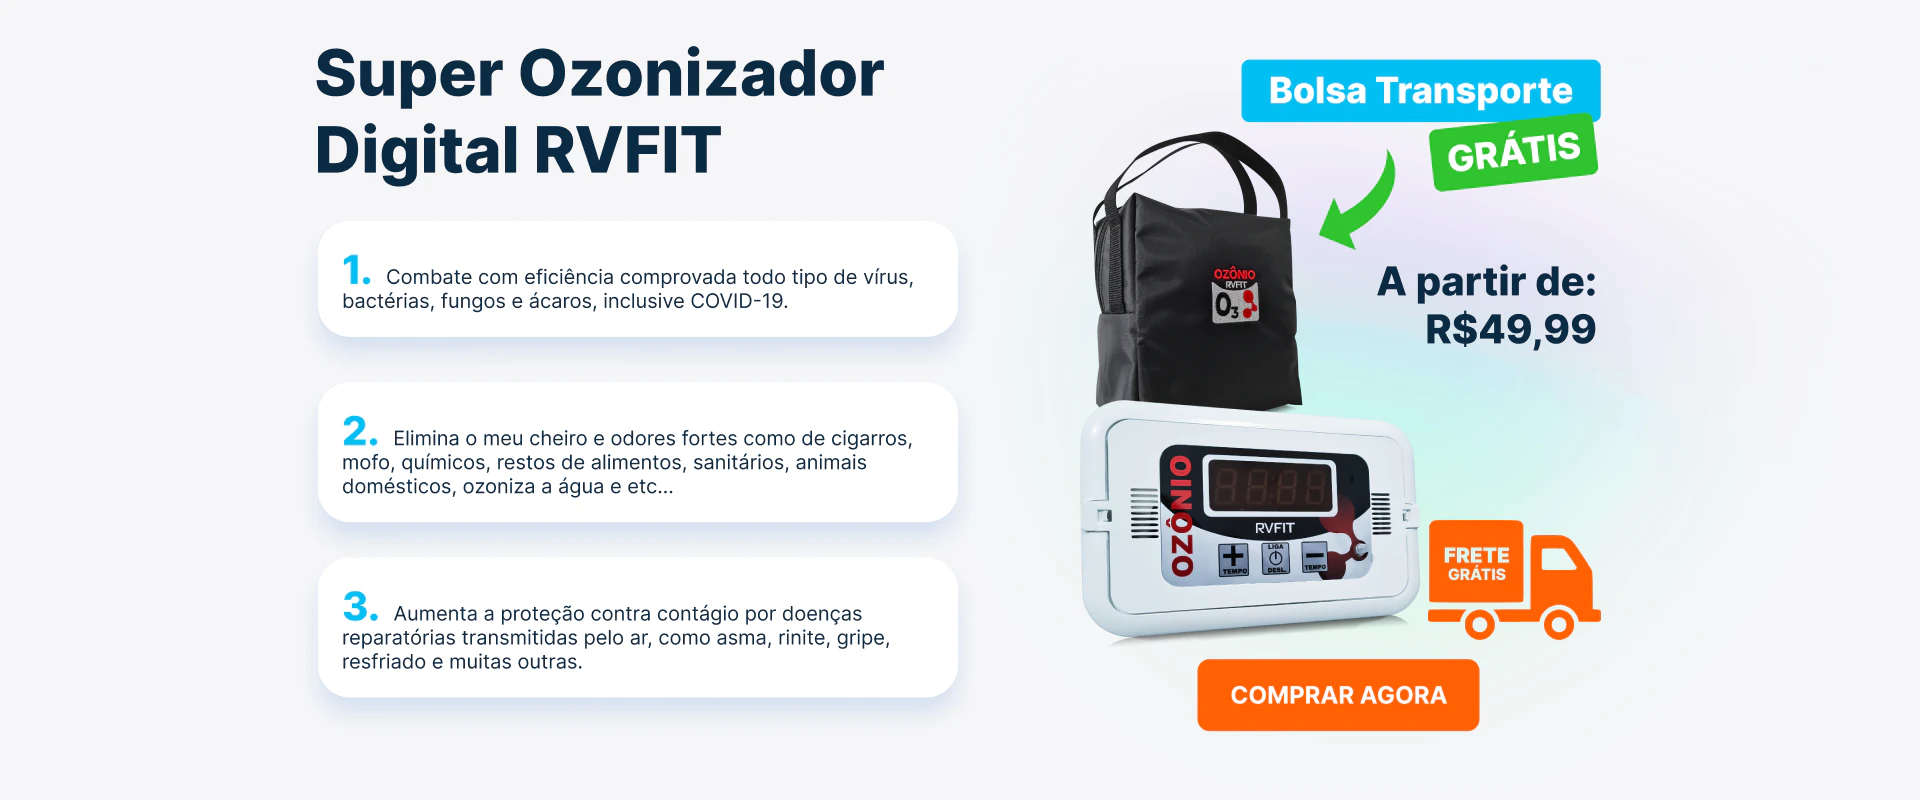 Super Ozonizador
Digital RVFIT
1. Combate com eficiência comprovada todo tipo de vírus,
bactérias, fungos e ácaros, inclusive COVID-19.
2. Elimina o meu cheiro e odores fortes como de cigarros,
mofo, químicos, restos de alimentos, sanitários, animais
domésticos, ozoniza a água e etc...
3. Aumenta a proteção contra contágio por doenças
reparatórias transmitidas pelo ar, como asma, rinite, gripe,
resfriado e muitas outras.
Bolsa Transporte
GRÁTIS
A partir de:
R$49,99
OZÔNIO
RVFIT
O3
OZÔNIO
RVFIT
+ LIGA −
TEMPO DESL. TEMPO
FRETE
GRÁTIS
COMPRAR AGORA